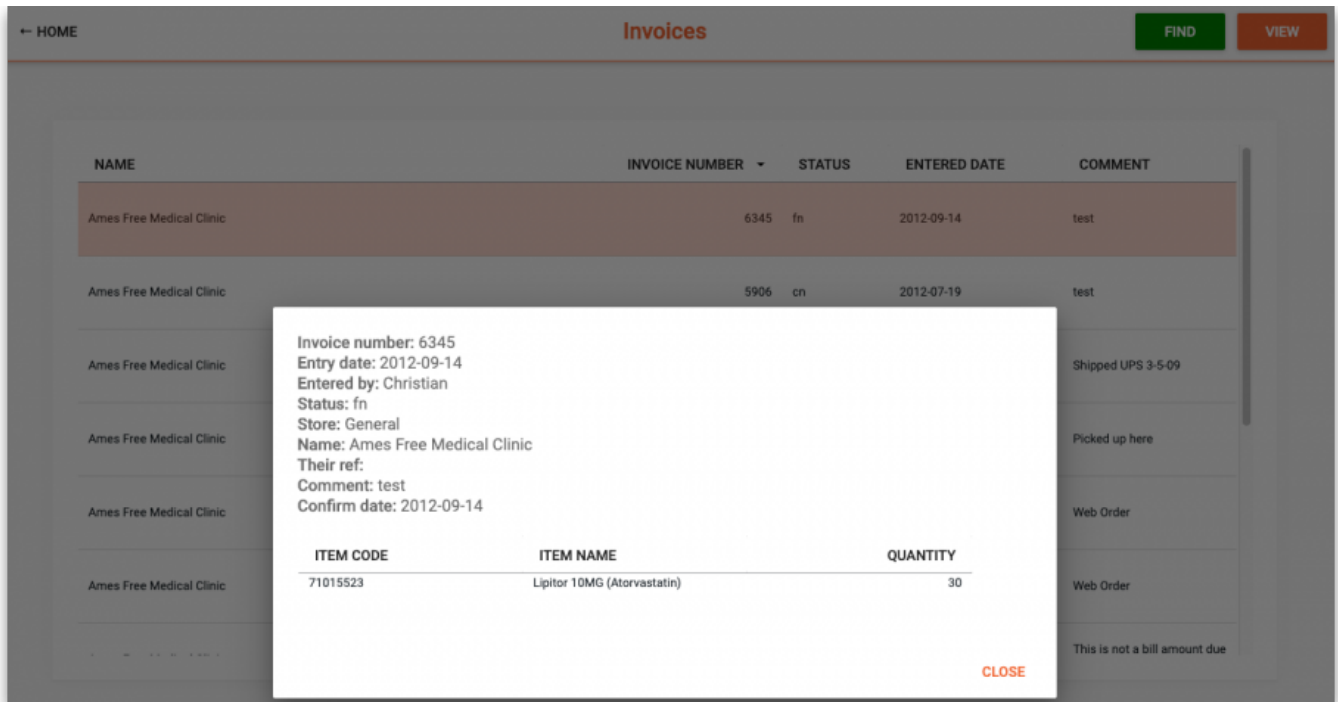 ← HOME Invoices FIND VIEW
NAME INVOICE NUMBER STATUS ENTERED DATE COMMENT
Ames Free Medical Clinic 6345 fn 2012-09-14 test
Ames Free Medical Clinic 5906 cn 2012-07-19 test
Ames Free Medical Clinic Shipped UPS 3-5-09
Ames Free Medical Clinic Picked up here
Ames Free Medical Clinic Web Order
Ames Free Medical Clinic Web Order
This is not a bill amount due
Invoice number: 6345
Entry date: 2012-09-14
Entered by: Christian
Status: fn
Store: General
Name: Ames Free Medical Clinic
Their ref:
Comment: test
Confirm date: 2012-09-14
ITEM CODE ITEM NAME QUANTITY
71015523 Lipitor 10MG (Atorvastatin) 30
CLOSE